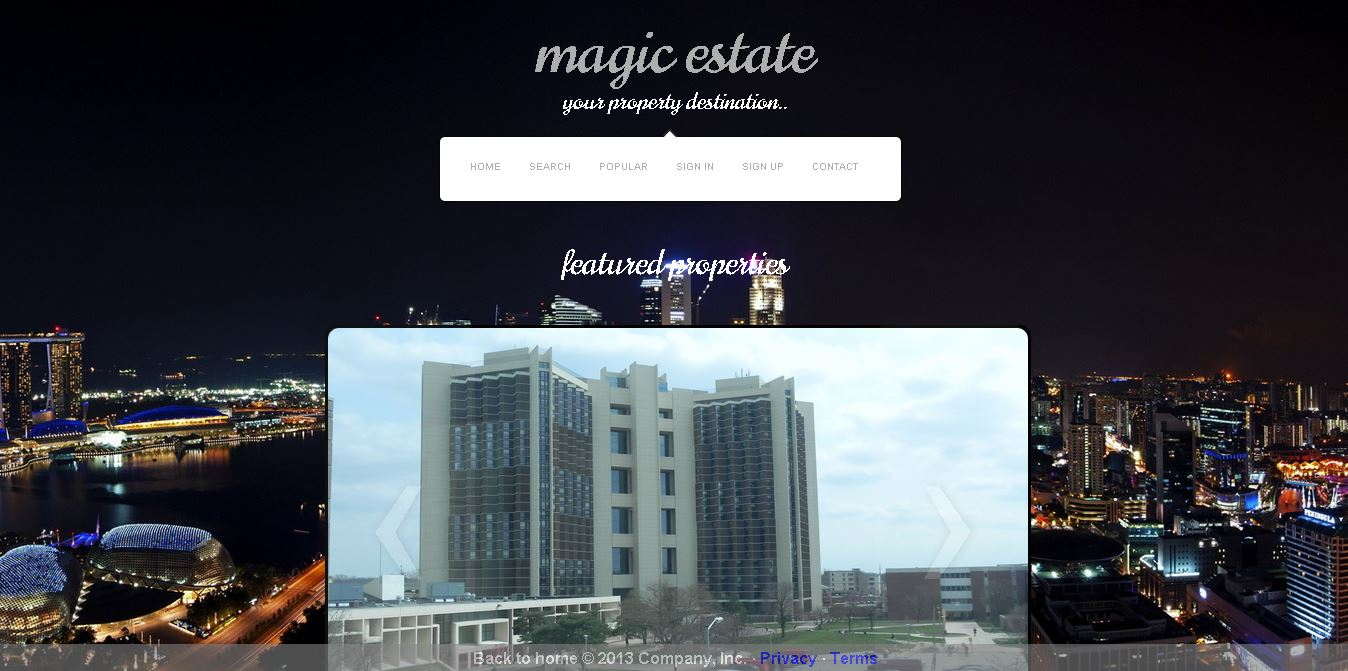 magic estate
your property destination..
HOME SEARCH POPULAR SIGN IN SIGN UP CONTACT
featured properties
PENINSULA
Back to home © 2013 Company, Inc. · Privacy · Terms